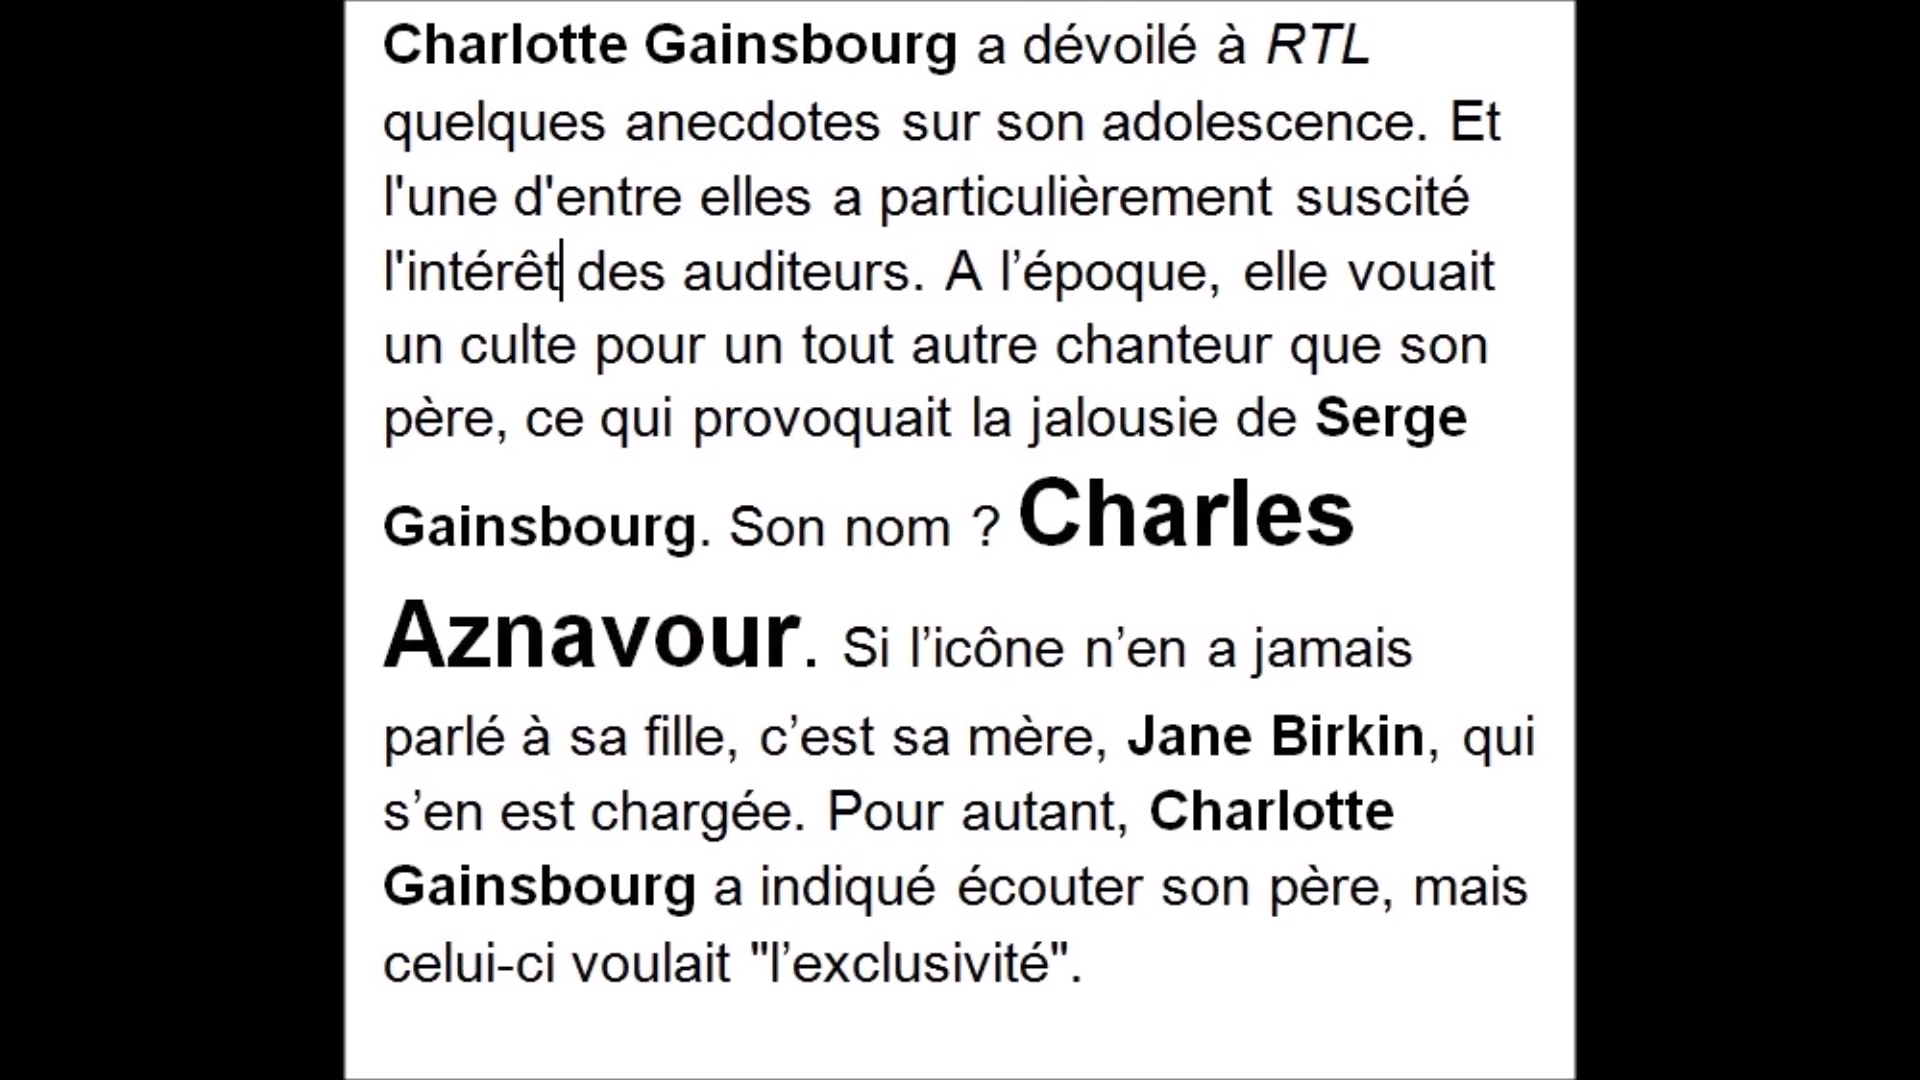 Charlotte Gainsbourg a dévoilé à RTL
quelques anecdotes sur son adolescence. Et
l'une d'entre elles a particulièrement suscité
l'intérêt des auditeurs. A l’époque, elle vouait
un culte pour un tout autre chanteur que son
père, ce qui provoquait la jalousie de Serge
Gainsbourg. Son nom ? Charles
Aznavour. Si l’icône n’en a jamais
parlé à sa fille, c’est sa mère, Jane Birkin, qui
s’en est chargée. Pour autant, Charlotte
Gainsbourg a indiqué écouter son père, mais
celui-ci voulait "l’exclusivité".